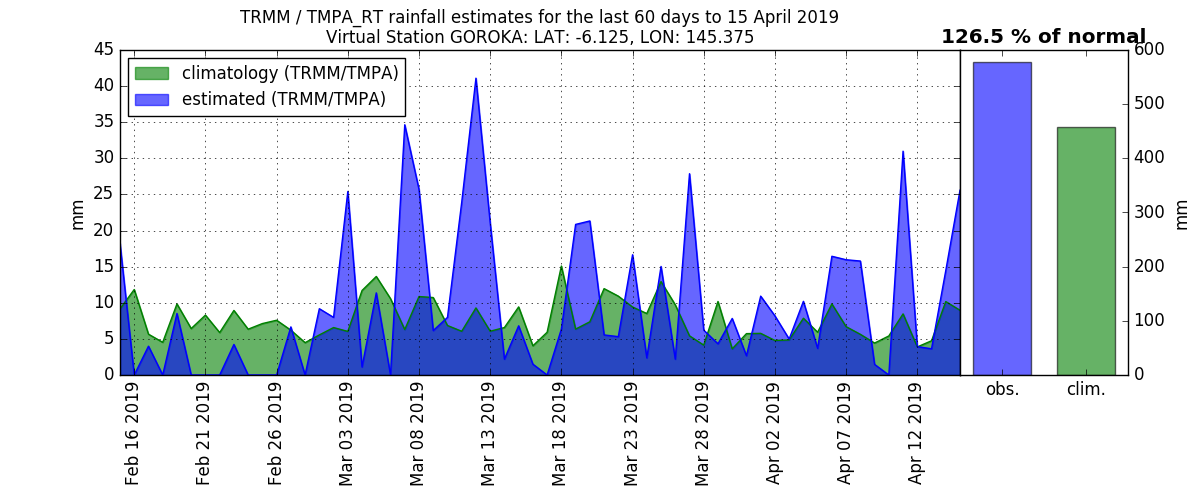 TRMM / TMPA_RT rainfall estimates for the last 60 days to 15 April 2019
Virtual Station GOROKA: LAT: -6.125, LON: 145.375
126.5 % of normal
climatology (TRMM/TMPA)
estimated (TRMM/TMPA)
45
40
35
30
25
20
15
10
5
0
mm
600
500
400
300
200
100
0
mm
Feb 16 2019
Feb 21 2019
Feb 26 2019
Mar 03 2019
Mar 08 2019
Mar 13 2019
Mar 18 2019
Mar 23 2019
Mar 28 2019
Apr 02 2019
Apr 07 2019
Apr 12 2019
obs.
clim.